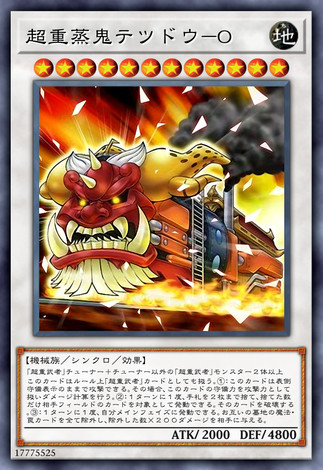 超重蒸鬼テツドウ-O
地
【機械族／シンクロ／効果】
「超重武者」チューナー＋チューナー以外の「超重武者」モンスター２体以上
このカードはルール上「超重武者」カードとしても扱う。①：このカードは表側
守備表示のままで攻撃できる。その場合、このカードの守備力を攻撃力として
扱いダメージ計算を行う。②：１ターンに１度、手札を２枚まで捨て、捨てた数
だけ相手フィールドのカードを対象として発動できる。そのカードを破壊する
。③：１ターンに１度、自分メインフェイズに発動できる。お互いの墓地の魔法・
罠カードを全て除外し、除外した数×２００ダメージを相手に与える。
ATK/ 2000 DEF/4800
17775525